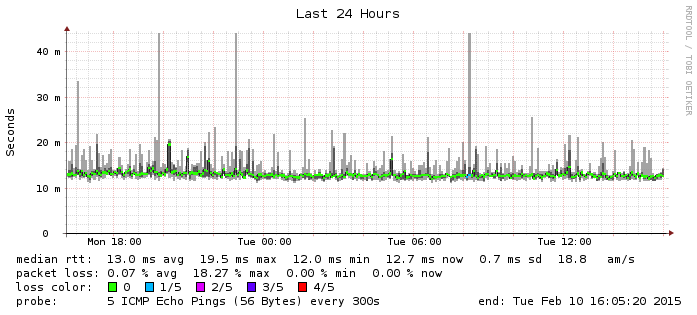 Last 24 Hours
RRDTOOL / TOBI OETIKER
Seconds
40 m
30 m
20 m
10 m
0
Mon 18:00 Tue 00:00 Tue 06:00 Tue 12:00
median rtt: 13.0 ms avg 19.5 ms max 12.0 ms min 12.7 ms now 0.7 ms sd 18.8 am/s
packet loss: 0.07 % avg 18.27 % max 0.00 % min 0.00 % now
loss color: 0 1/5 2/5 3/5 4/5
probe: 5 ICMP Echo Pings (56 Bytes) every 300s end: Tue Feb 10 16:05:20 2015